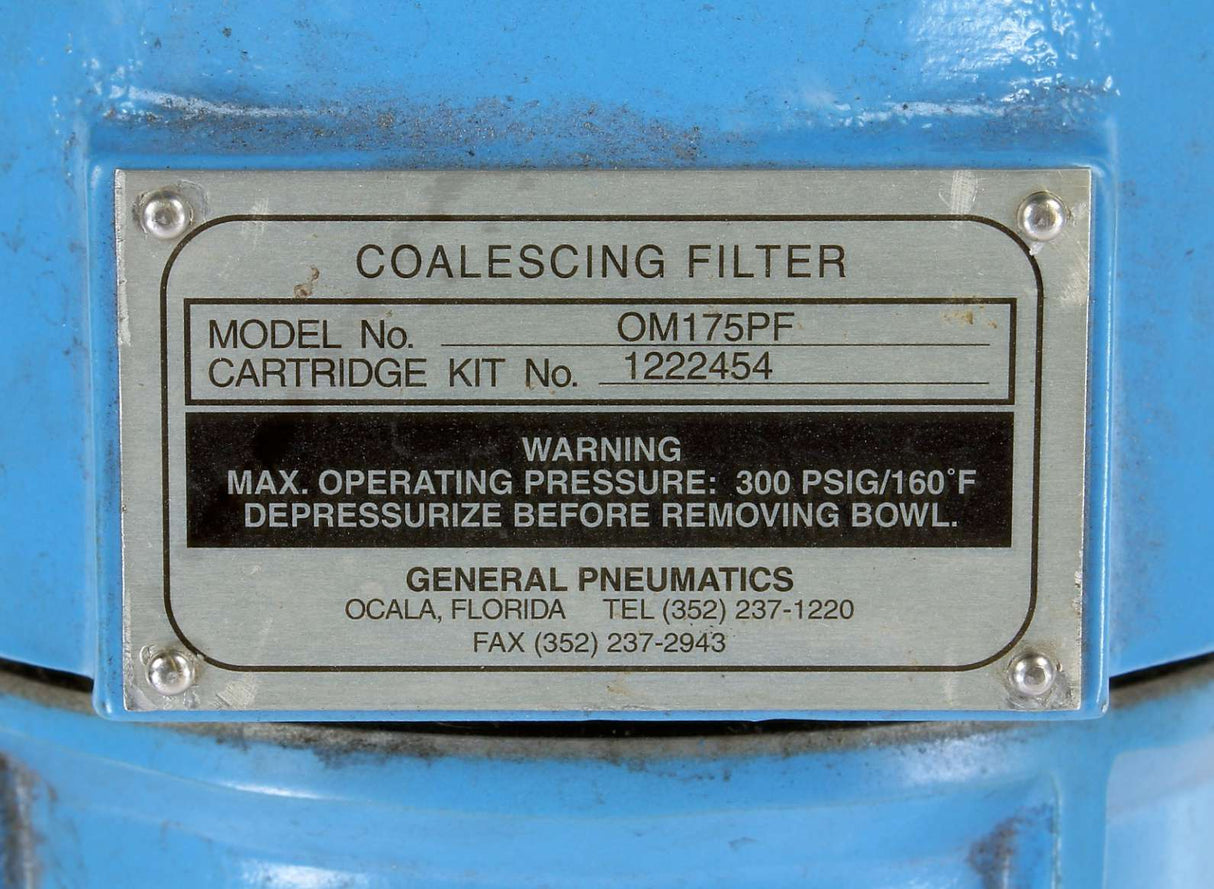 COALESCING FILTER
MODEL No. OM175PF
CARTRIDGE KIT No. 1222454
WARNING
MAX. OPERATING PRESSURE: 300 PSIG/160°F
DEPRESSURIZE BEFORE REMOVING BOWL.
GENERAL PNEUMATICS
OCALA, FLORIDA TEL (352) 237-1220
FAX (352) 237-2943